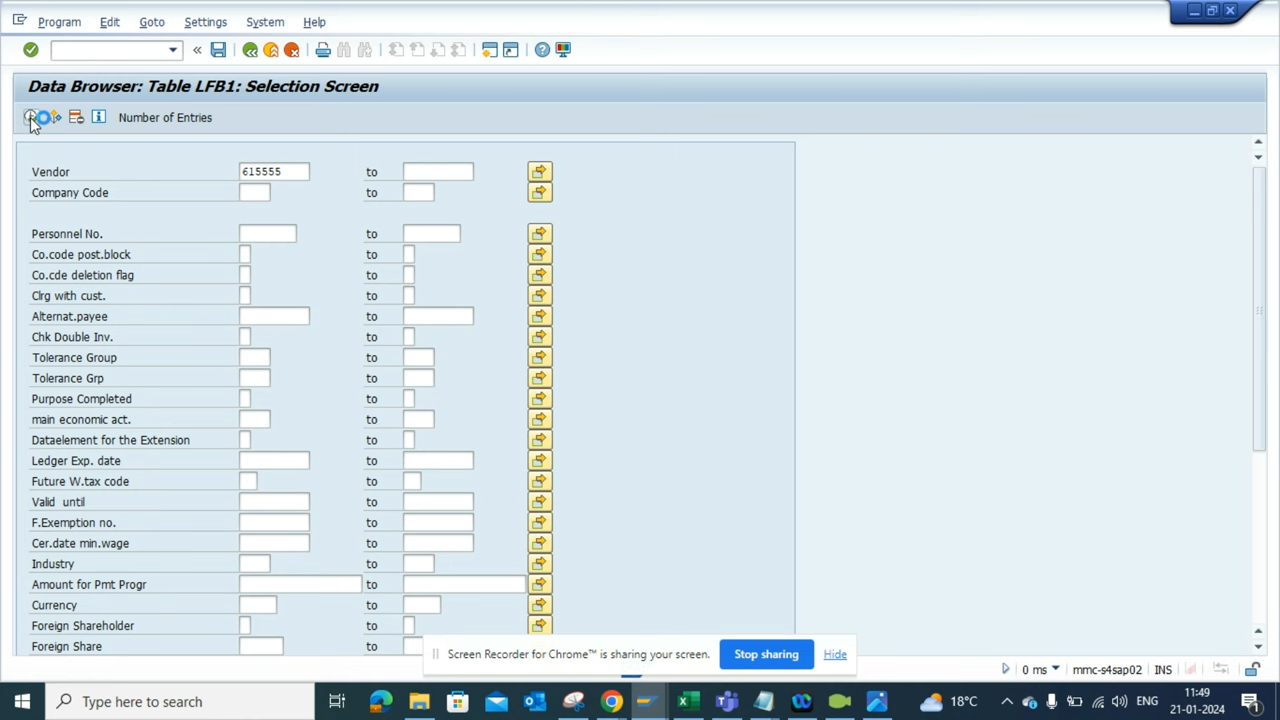 Program Edit Goto Settings System Help
Data Browser: Table LFB1: Selection Screen
Number of Entries
Vendor 615555 to
Company Code to
Personnel No. to
Co.code post.block to
Co.cde deletion flag to
Clrg with cust. to
Alternat.payee to
Chk Double Inv. to
Tolerance Group to
Tolerance Grp to
Purpose Completed to
main economic act. to
Dataelement for the Extension to
Ledger Exp. date to
Future W.tax code to
Valid until to
F.Exemption no. to
Cer.date min.wage to
Industry to
Amount for Pmt Progr to
Currency to
Foreign Shareholder to
Foreign Share to
Screen Recorder for Chrome™ is sharing your screen. Stop sharing Hide
0 ms mmc-s4sap02 INS
Type here to search
18°C
ENG
11:49
21-01-2024
1